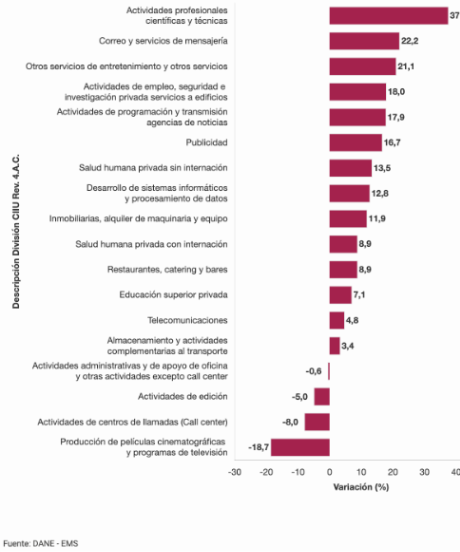 Descripción División CIIU Rev. 4.A.C.
Actividades profesionales
científicas y técnicas
37
Correo y servicios de mensajería
22,2
Otros servicios de entretenimiento y otros servicios
21,1
Actividades de empleo, seguridad e
investigación privada servicios a edificios
18,0
Actividades de programación y transmisión
agencias de noticias
17,9
Publicidad
16,7
Salud humana privada sin internación
13,5
Desarrollo de sistemas informáticos
y procesamiento de datos
12,8
Inmobiliarias, alquiler de maquinaria y equipo
11,9
Salud humana privada con internación
8,9
Restaurantes, catering y bares
8,9
Educación superior privada
7,1
Telecomunicaciones
4,8
Almacenamiento y actividades
complementarias al transporte
3,4
Actividades administrativas y de apoyo de oficina
y otras actividades excepto call center
-0,6
Actividades de edición
-5,0
Actividades de centros de llamadas (Call center)
-8,0
Producción de películas cinematográficas
y programas de televisión
-18,7
-30 -20 -10 0 10 20 30 40
Variación (%)
Fuente: DANE - EMS